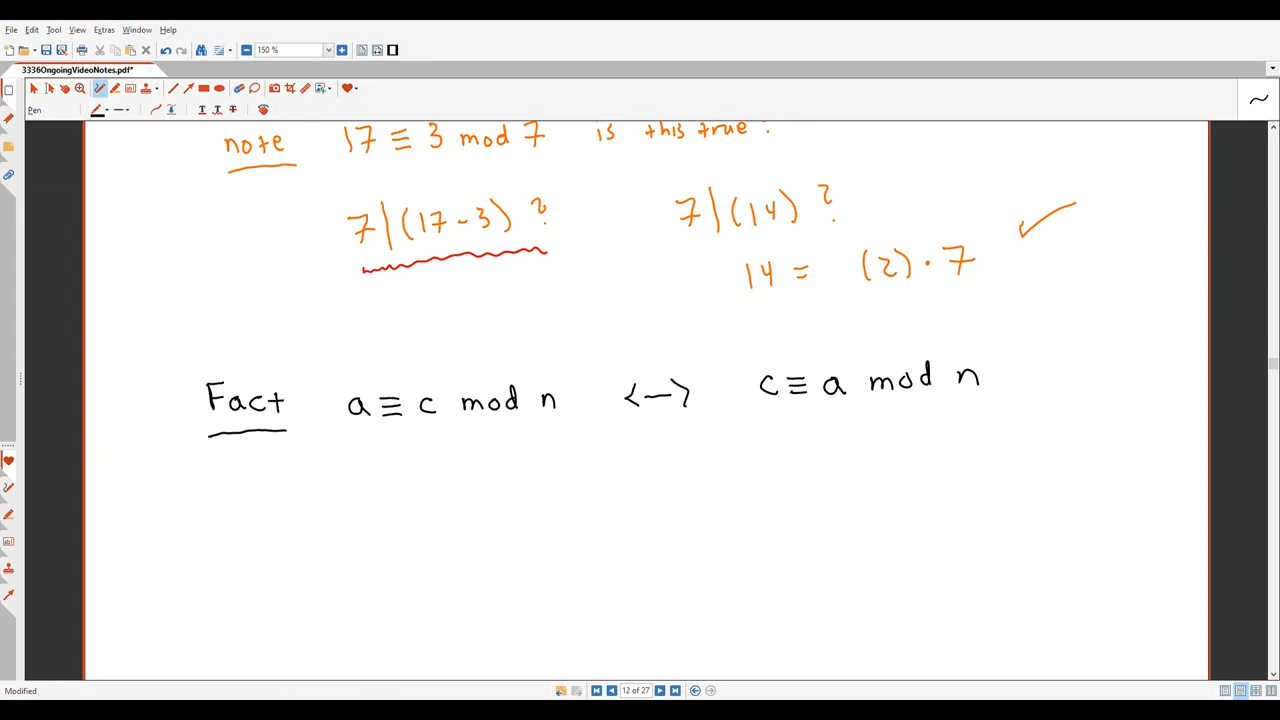 File Edit Tool View Extras Window Help
150 %
3336OngoingVideoNotes.pdf*
Pen
note 17 ≡ 3 mod 7 is this true?
7|(17-3) ? 7|(14) ?
14 = (2) · 7
Fact a ≡ c mod n <—> c ≡ a mod n
Modified 12 of 27